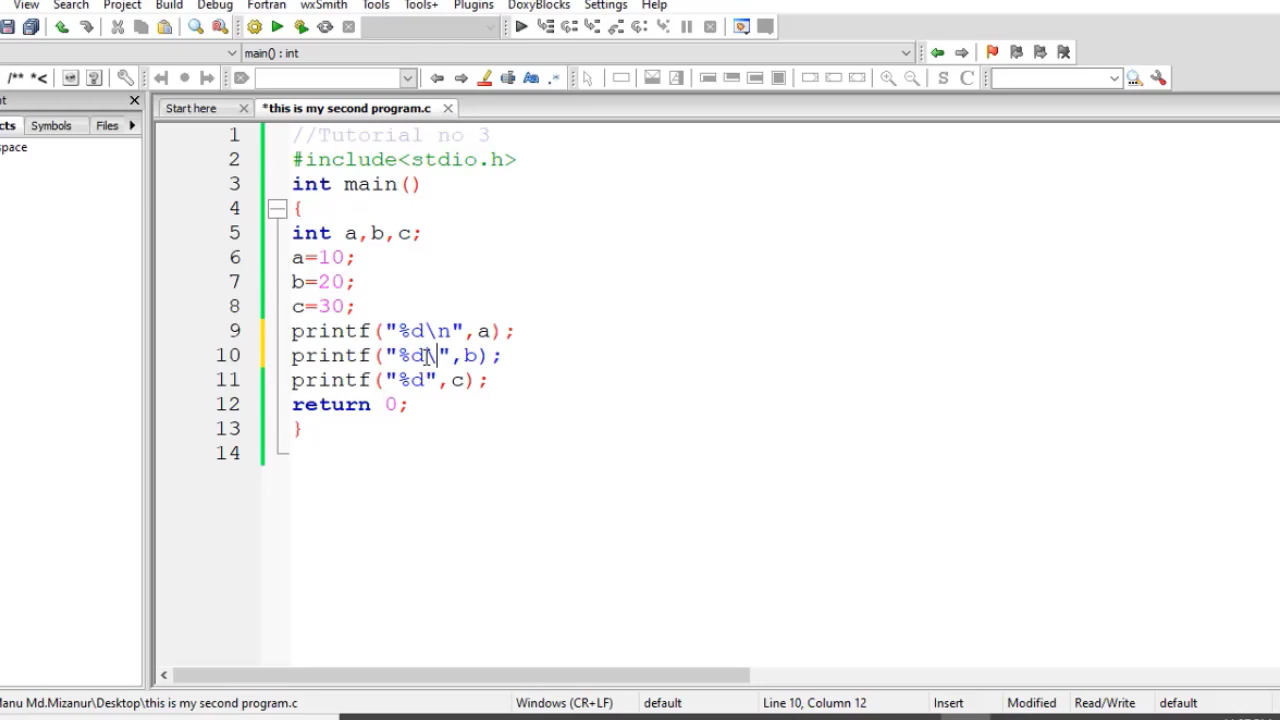 View Search Project Build Debug Fortran wxSmith Tools Tools+ Plugins DoxyBlocks Settings Help
main() : int
/** *<
S C
Start here *this is my second program.c
Symbols Files
1 //Tutorial no 3
2 #include<stdio.h>
3 int main()
4 {
5 int a,b,c;
6 a=10;
7 b=20;
8 c=30;
9 printf("%d\n",a);
10 printf("%d\",b);
11 printf("%d",c);
12 return 0;
13 }
14
Manu Md.Mizanur\Desktop\this is my second program.c Windows (CR+LF) default Line 10, Column 12 Insert Modified Read/Write default